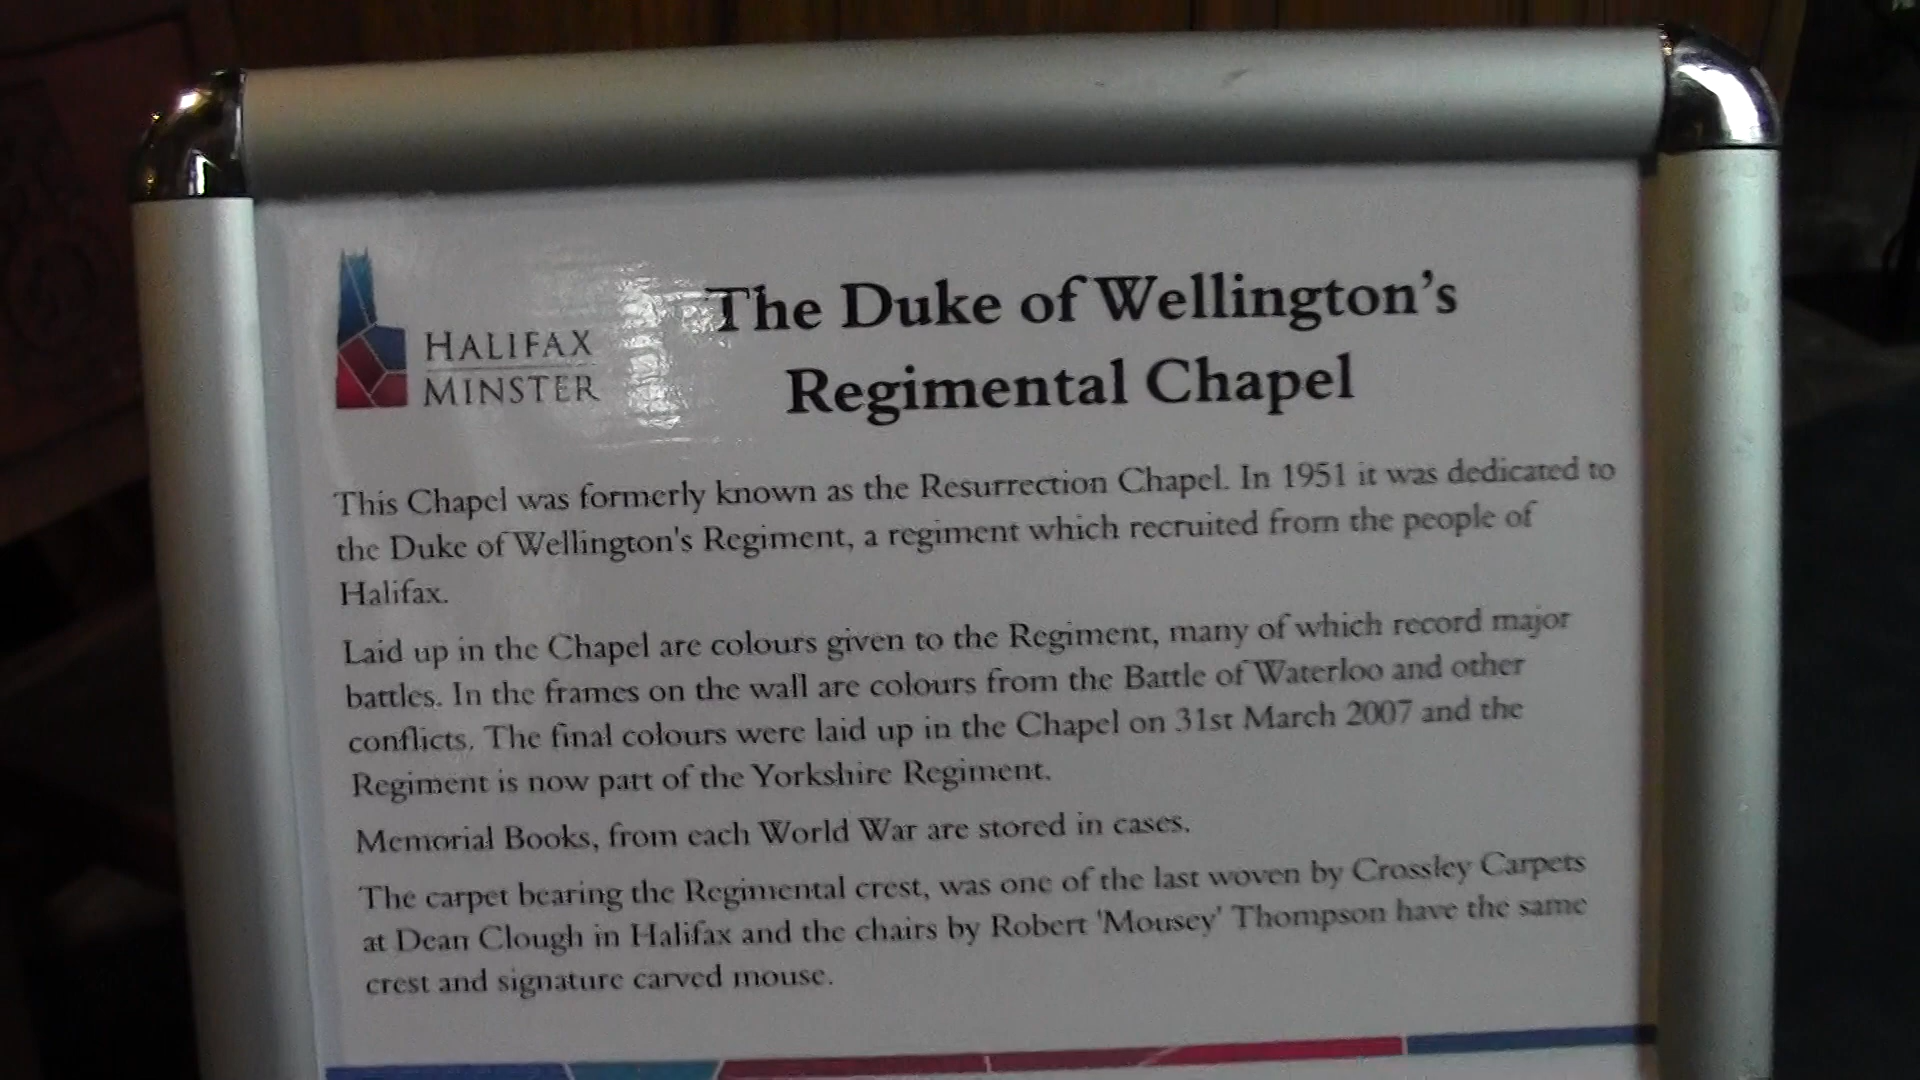 HALIFAX
MINSTER
The Duke of Wellington's
Regimental Chapel
This Chapel was formerly known as the Resurrection Chapel. In 1951 it was dedicated to
the Duke of Wellington's Regiment, a regiment which recruited from the people of
Halifax.
Laid up in the Chapel are colours given to the Regiment, many of which record major
battles. In the frames on the wall are colours from the Battle of Waterloo and other
conflicts. The final colours were laid up in the Chapel on 31st March 2007 and the
Regiment is now part of the Yorkshire Regiment.
Memorial Books, from each World War are stored in cases.
The carpet bearing the Regimental crest, was one of the last woven by Crossley Carpets
at Dean Clough in Halifax and the chairs by Robert 'Mousey' Thompson have the same
crest and signature carved mouse.